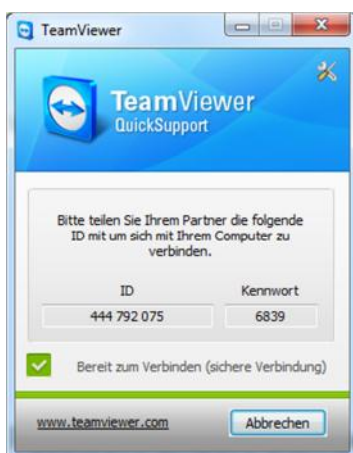 TeamViewer
TeamViewer
QuickSupport
Bitte teilen Sie Ihrem Partner die folgende
ID mit um sich mit Ihrem Computer zu
verbinden.
ID Kennwort
444 792 075 6839
Bereit zum Verbinden (sichere Verbindung)
www.teamviewer.com Abbrechen